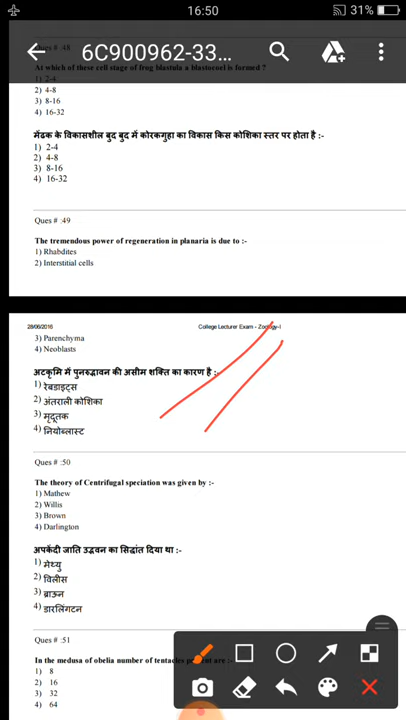 16:50
31%
6C900962-33...
Ques # :48
At which of these cell stage of frog blastula a blastocoel is formed ?
1) 2-4
2) 4-8
3) 8-16
4) 16-32
मेंढक के विकासशील बुद बुद में कोरकगुहा का विकास किस कोशिका स्तर पर होता है :-
1) 2-4
2) 4-8
3) 8-16
4) 16-32
Ques # :49
The tremendous power of regeneration in planaria is due to :-
1) Rhabdites
2) Interstitial cells
28/06/2016
College Lecturer Exam - Zoology-I
3) Parenchyma
4) Neoblasts
अटकृमि में पुनरुद्भावन की असीम शक्ति का कारण है :-
1) रेबडाइट्स
2) अंतराली कोशिका
3) मृदूतक
4) नियोब्लास्ट
Ques # :50
The theory of Centrifugal speciation was given by :-
1) Mathew
2) Willis
3) Brown
4) Darlington
अपकेंदी जाति उद्भवन का सिद्धांत दिया था :-
1) मेथ्यु
2) विलीस
3) ब्राऊन
4) डारलिंगटन
Ques # :51
In the medusa of obelia number of tentacles present are :-
1) 8
2) 16
3) 32
4) 64